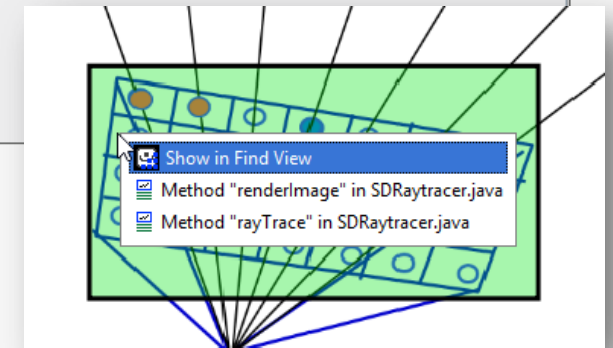 Show in Find View
Method "renderImage" in SDRaytracer.java
Method "rayTrace" in SDRaytracer.java